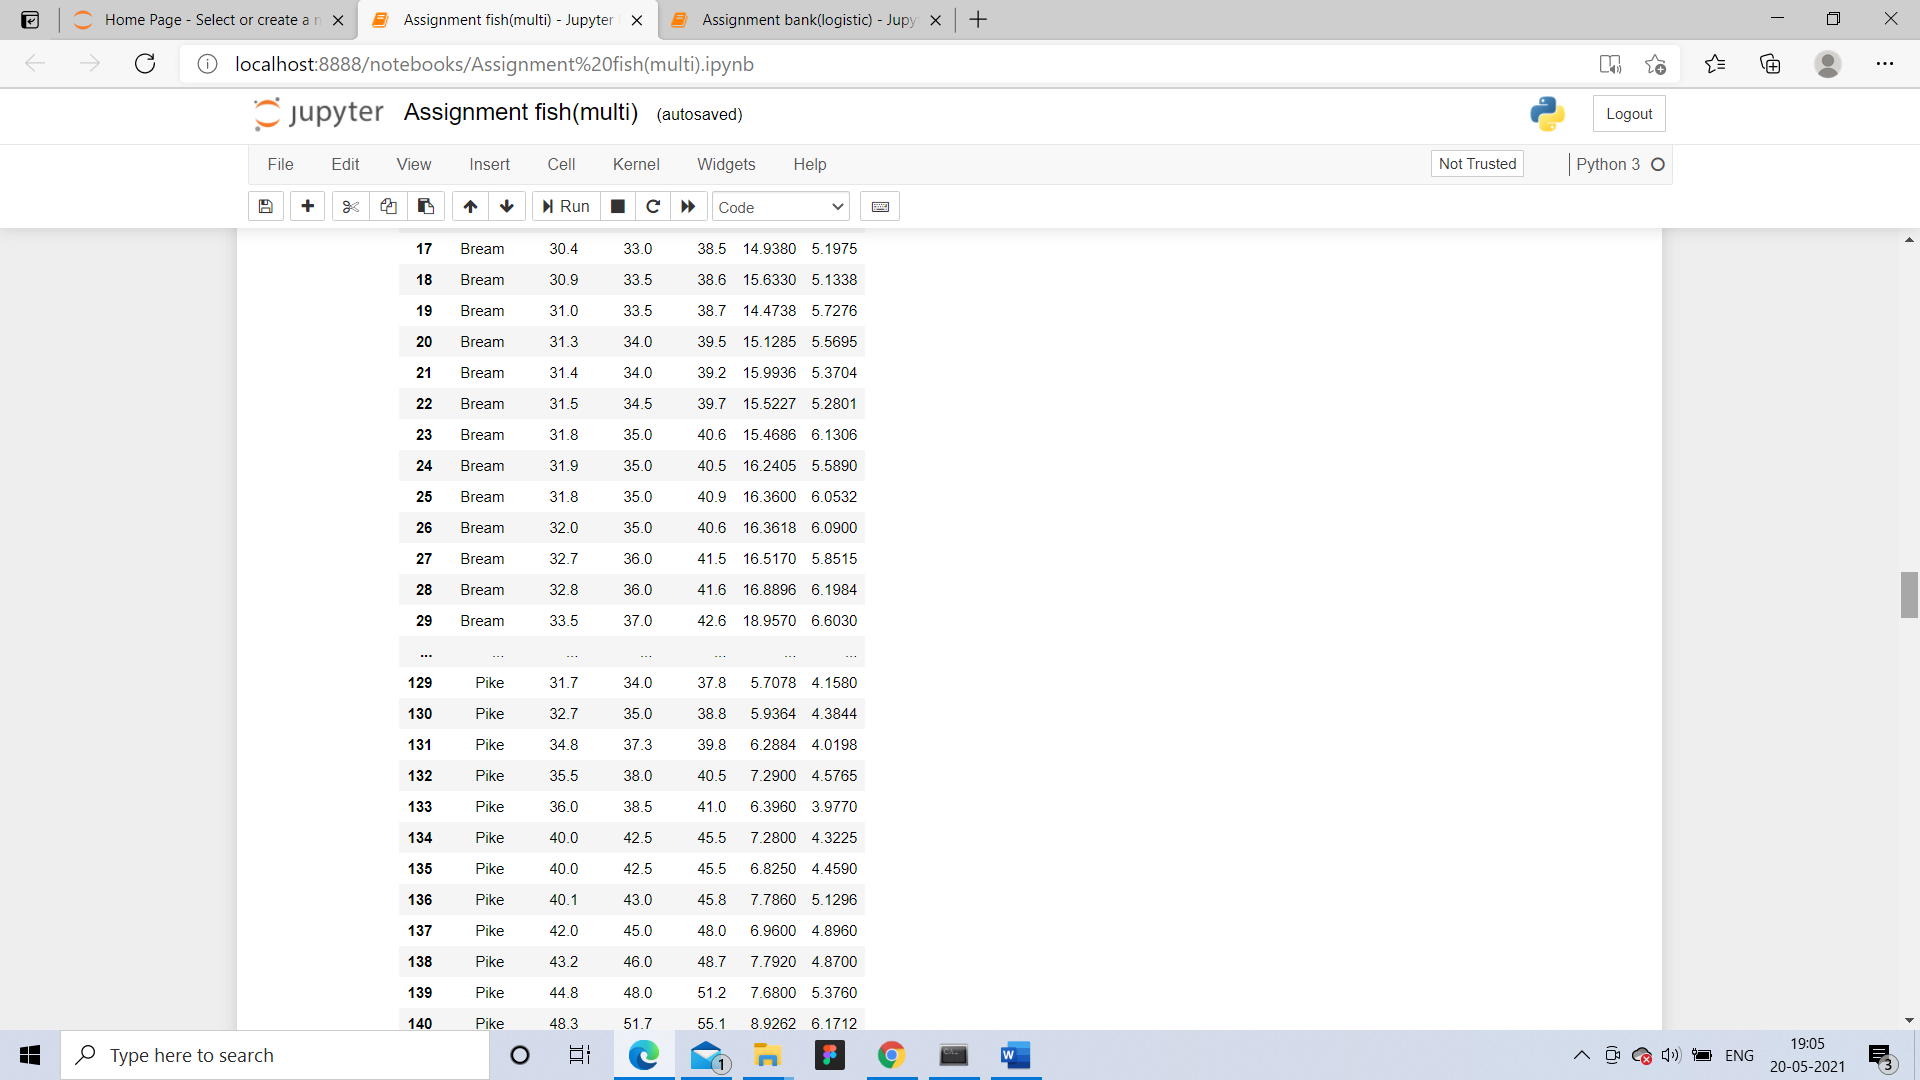 Home Page - Select or create a n
Assignment fish(multi) - Jupyter
Assignment bank(logistic) - Jupy
localhost:8888/notebooks/Assignment%20fish(multi).ipynb
jupyter Assignment fish(multi) (autosaved)
Logout
File Edit View Insert Cell Kernel Widgets Help
Not Trusted
Python 3
Run
Code
17 Bream 30.4 33.0 38.5 14.9380 5.1975
18 Bream 30.9 33.5 38.6 15.6330 5.1338
19 Bream 31.0 33.5 38.7 14.4738 5.7276
20 Bream 31.3 34.0 39.5 15.1285 5.5695
21 Bream 31.4 34.0 39.2 15.9936 5.3704
22 Bream 31.5 34.5 39.7 15.5227 5.2801
23 Bream 31.8 35.0 40.6 15.4686 6.1306
24 Bream 31.9 35.0 40.5 16.2405 5.5890
25 Bream 31.8 35.0 40.9 16.3600 6.0532
26 Bream 32.0 35.0 40.6 16.3618 6.0900
27 Bream 32.7 36.0 41.5 16.5170 5.8515
28 Bream 32.8 36.0 41.6 16.8896 6.1984
29 Bream 33.5 37.0 42.6 18.9570 6.6030
... ... ... ... ... ... ...
129 Pike 31.7 34.0 37.8 5.7078 4.1580
130 Pike 32.7 35.0 38.8 5.9364 4.3844
131 Pike 34.8 37.3 39.8 6.2884 4.0198
132 Pike 35.5 38.0 40.5 7.2900 4.5765
133 Pike 36.0 38.5 41.0 6.3960 3.9770
134 Pike 40.0 42.5 45.5 7.2800 4.3225
135 Pike 40.0 42.5 45.5 6.8250 4.4590
136 Pike 40.1 43.0 45.8 7.7860 5.1296
137 Pike 42.0 45.0 48.0 6.9600 4.8960
138 Pike 43.2 46.0 48.7 7.7920 4.8700
139 Pike 44.8 48.0 51.2 7.6800 5.3760
140 Pike 48.3 51.7 55.1 8.9262 6.1712
Type here to search
1
ENG
19:05
20-05-2021
3